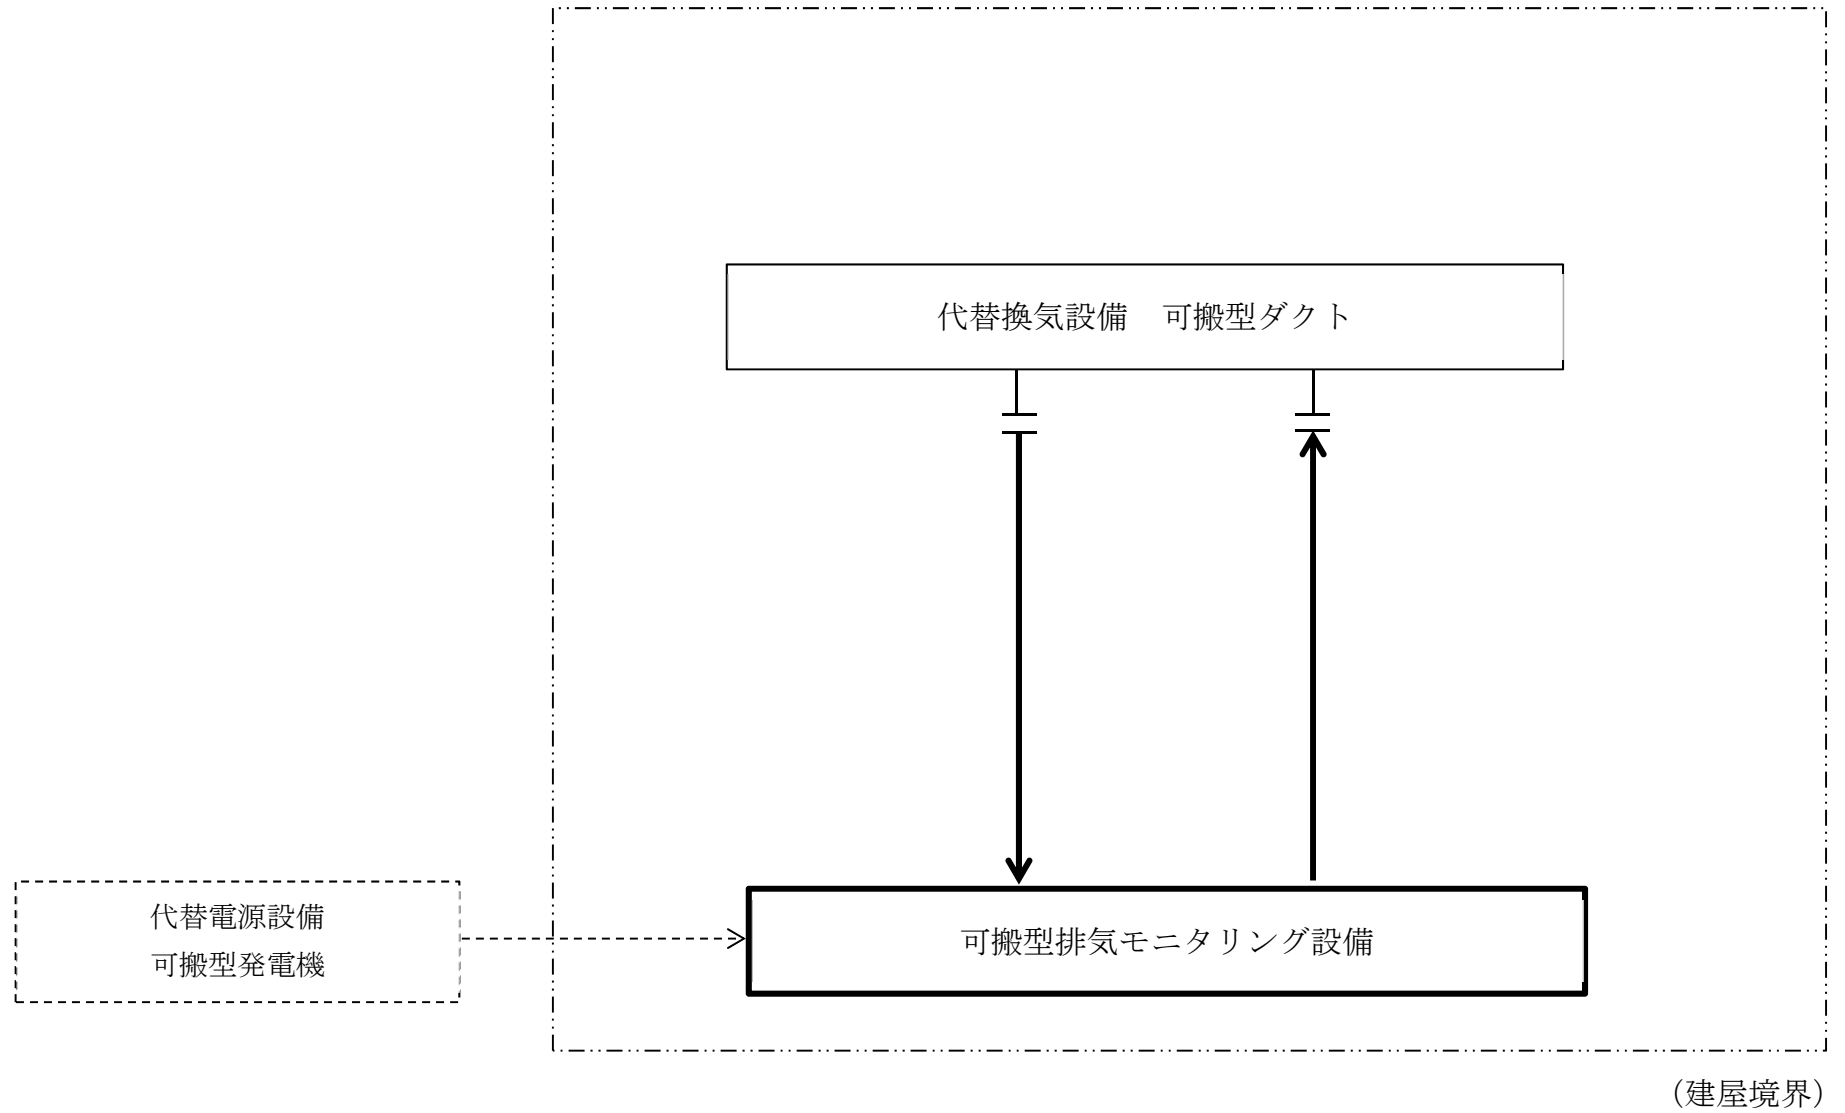 代替換気設備　可搬型ダクト
代替電源設備
可搬型発電機
可搬型排気モニタリング設備
（建屋境界）